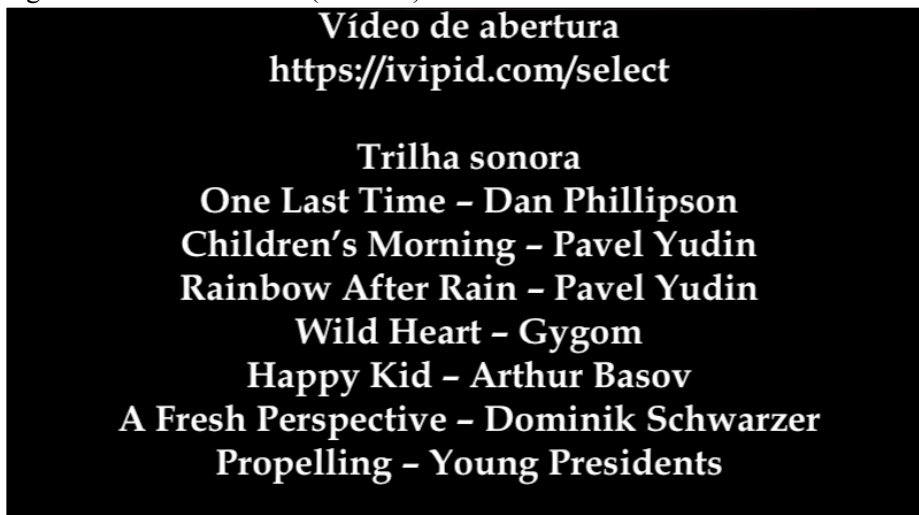 Vídeo de abertura
https://ivipid.com/select
Trilha sonora
One Last Time – Dan Phillipson
Children’s Morning – Pavel Yudin
Rainbow After Rain – Pavel Yudin
Wild Heart – Gygom
Happy Kid – Arthur Basov
A Fresh Perspective – Dominik Schwarzer
Propelling – Young Presidents